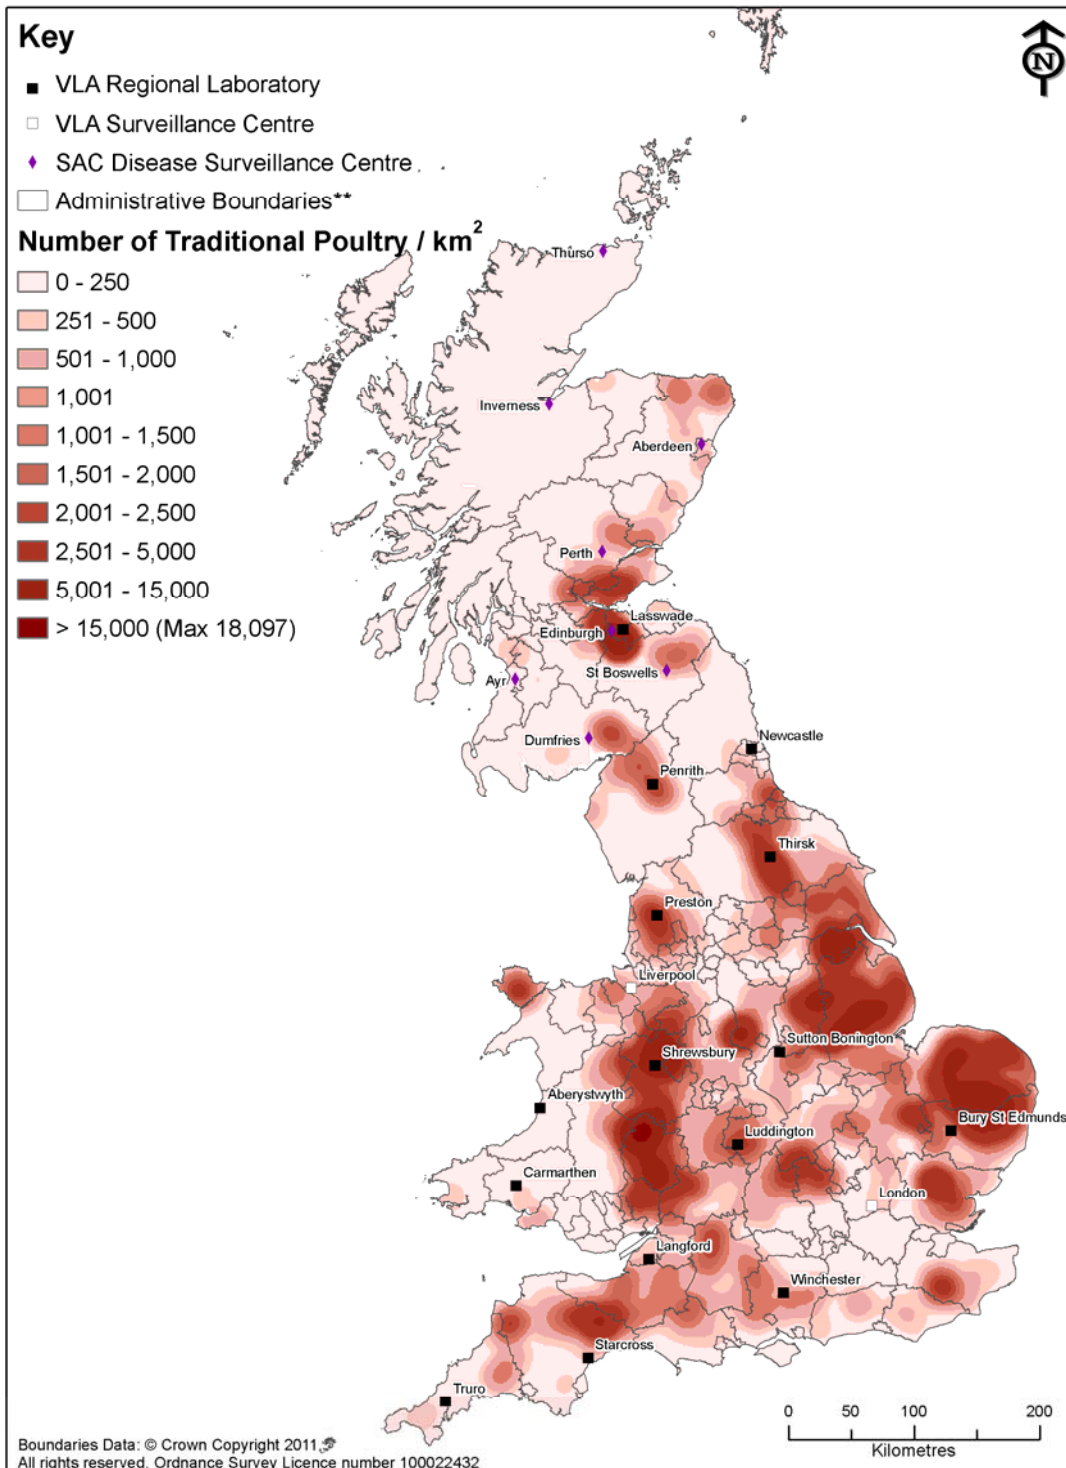 Key
VLA Regional Laboratory
VLA Surveillance Centre
SAC Disease Surveillance Centre
Administrative Boundaries**
Number of Traditional Poultry / km²
0 - 250
251 - 500
501 - 1,000
1,001
1,001 - 1,500
1,501 - 2,000
2,001 - 2,500
2,501 - 5,000
5,001 - 15,000
> 15,000 (Max 18,097)
N
Thurso
Inverness
Aberdeen
Perth
Lasswade
Edinburgh
St Boswells
Ayr
Dumfries
Newcastle
Penrith
Thirsk
Preston
Liverpool
Sutton Bonington
Shrewsbury
Aberystwyth
Bury St Edmunds
Luddington
Carmarthen
London
Langford
Winchester
Starcross
Truro
0 50 100 200
Kilometres
Boundaries Data: © Crown Copyright 2011.
All rights reserved. Ordnance Survey Licence number 100022432